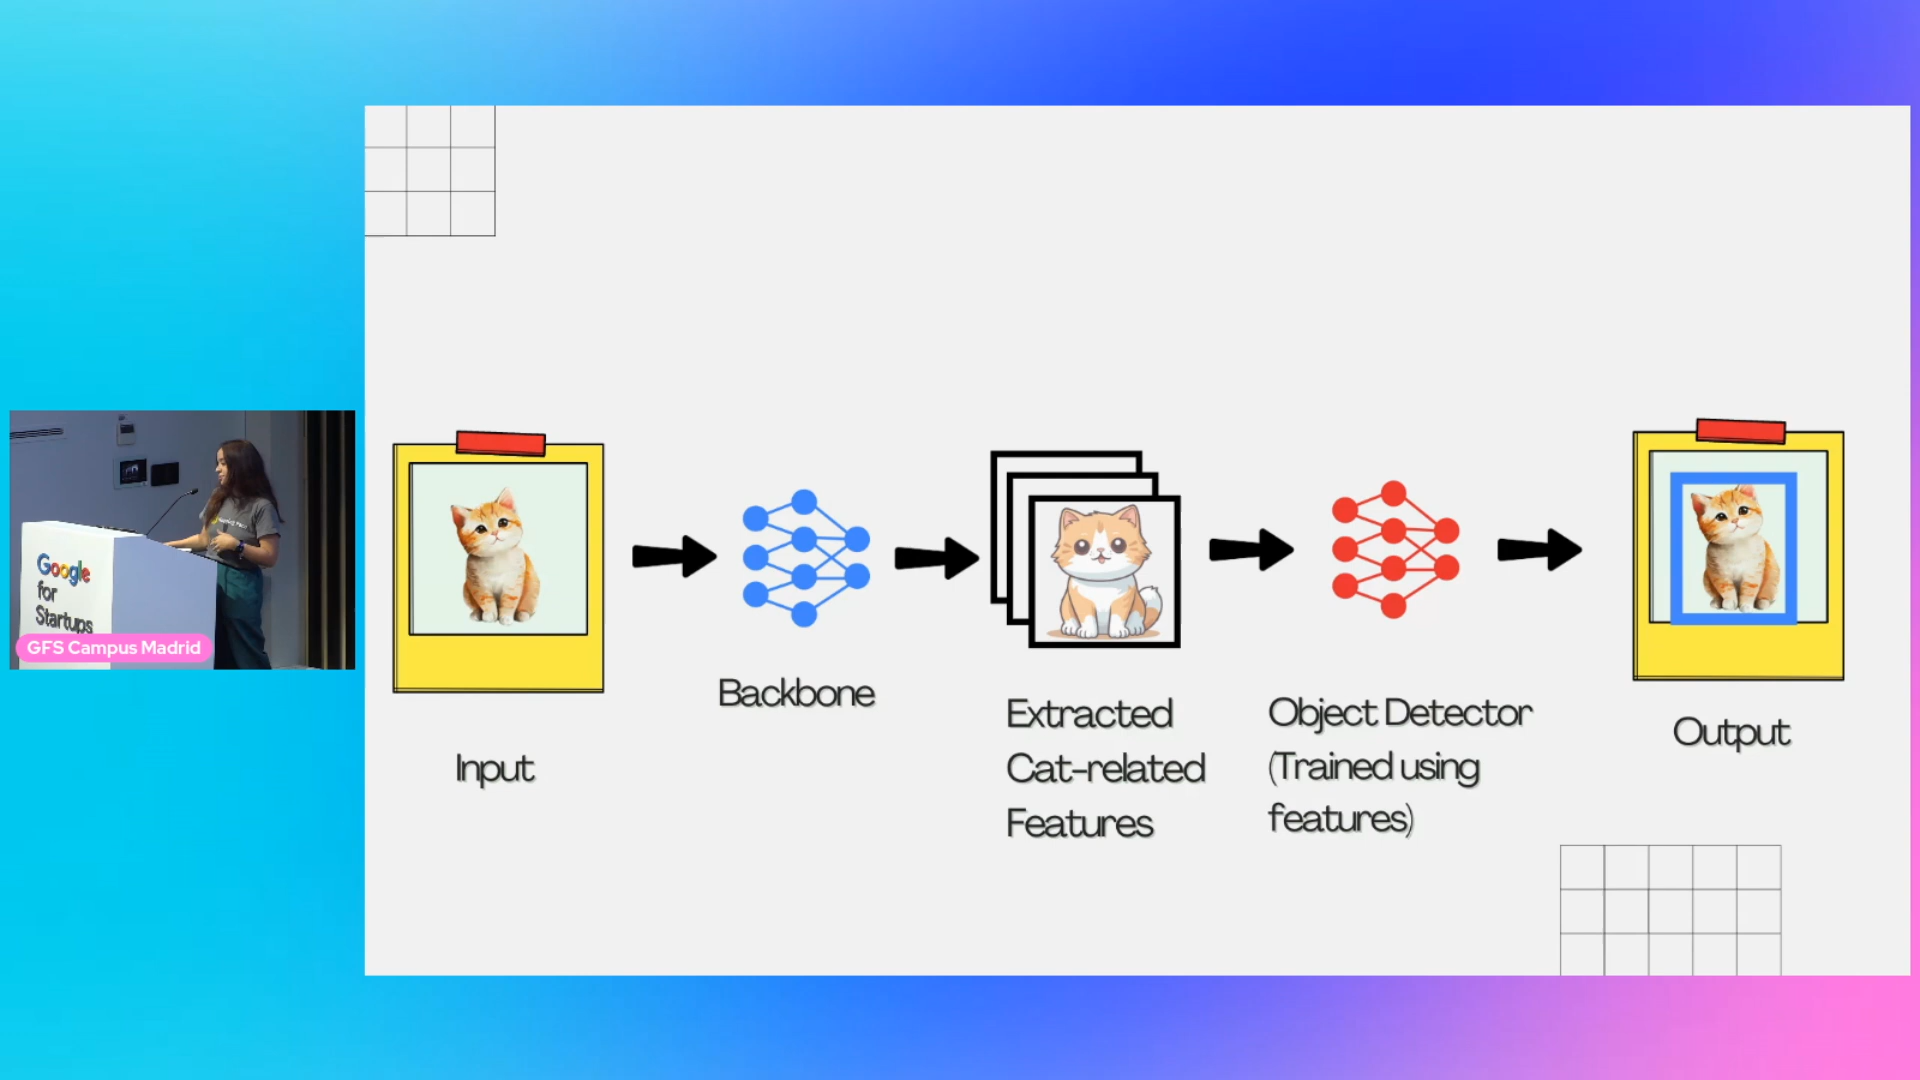 Google
for
Startups
GFS Campus Madrid
Input
Backbone
Extracted
Cat-related
Features
Object Detector
(Trained using
features)
Output